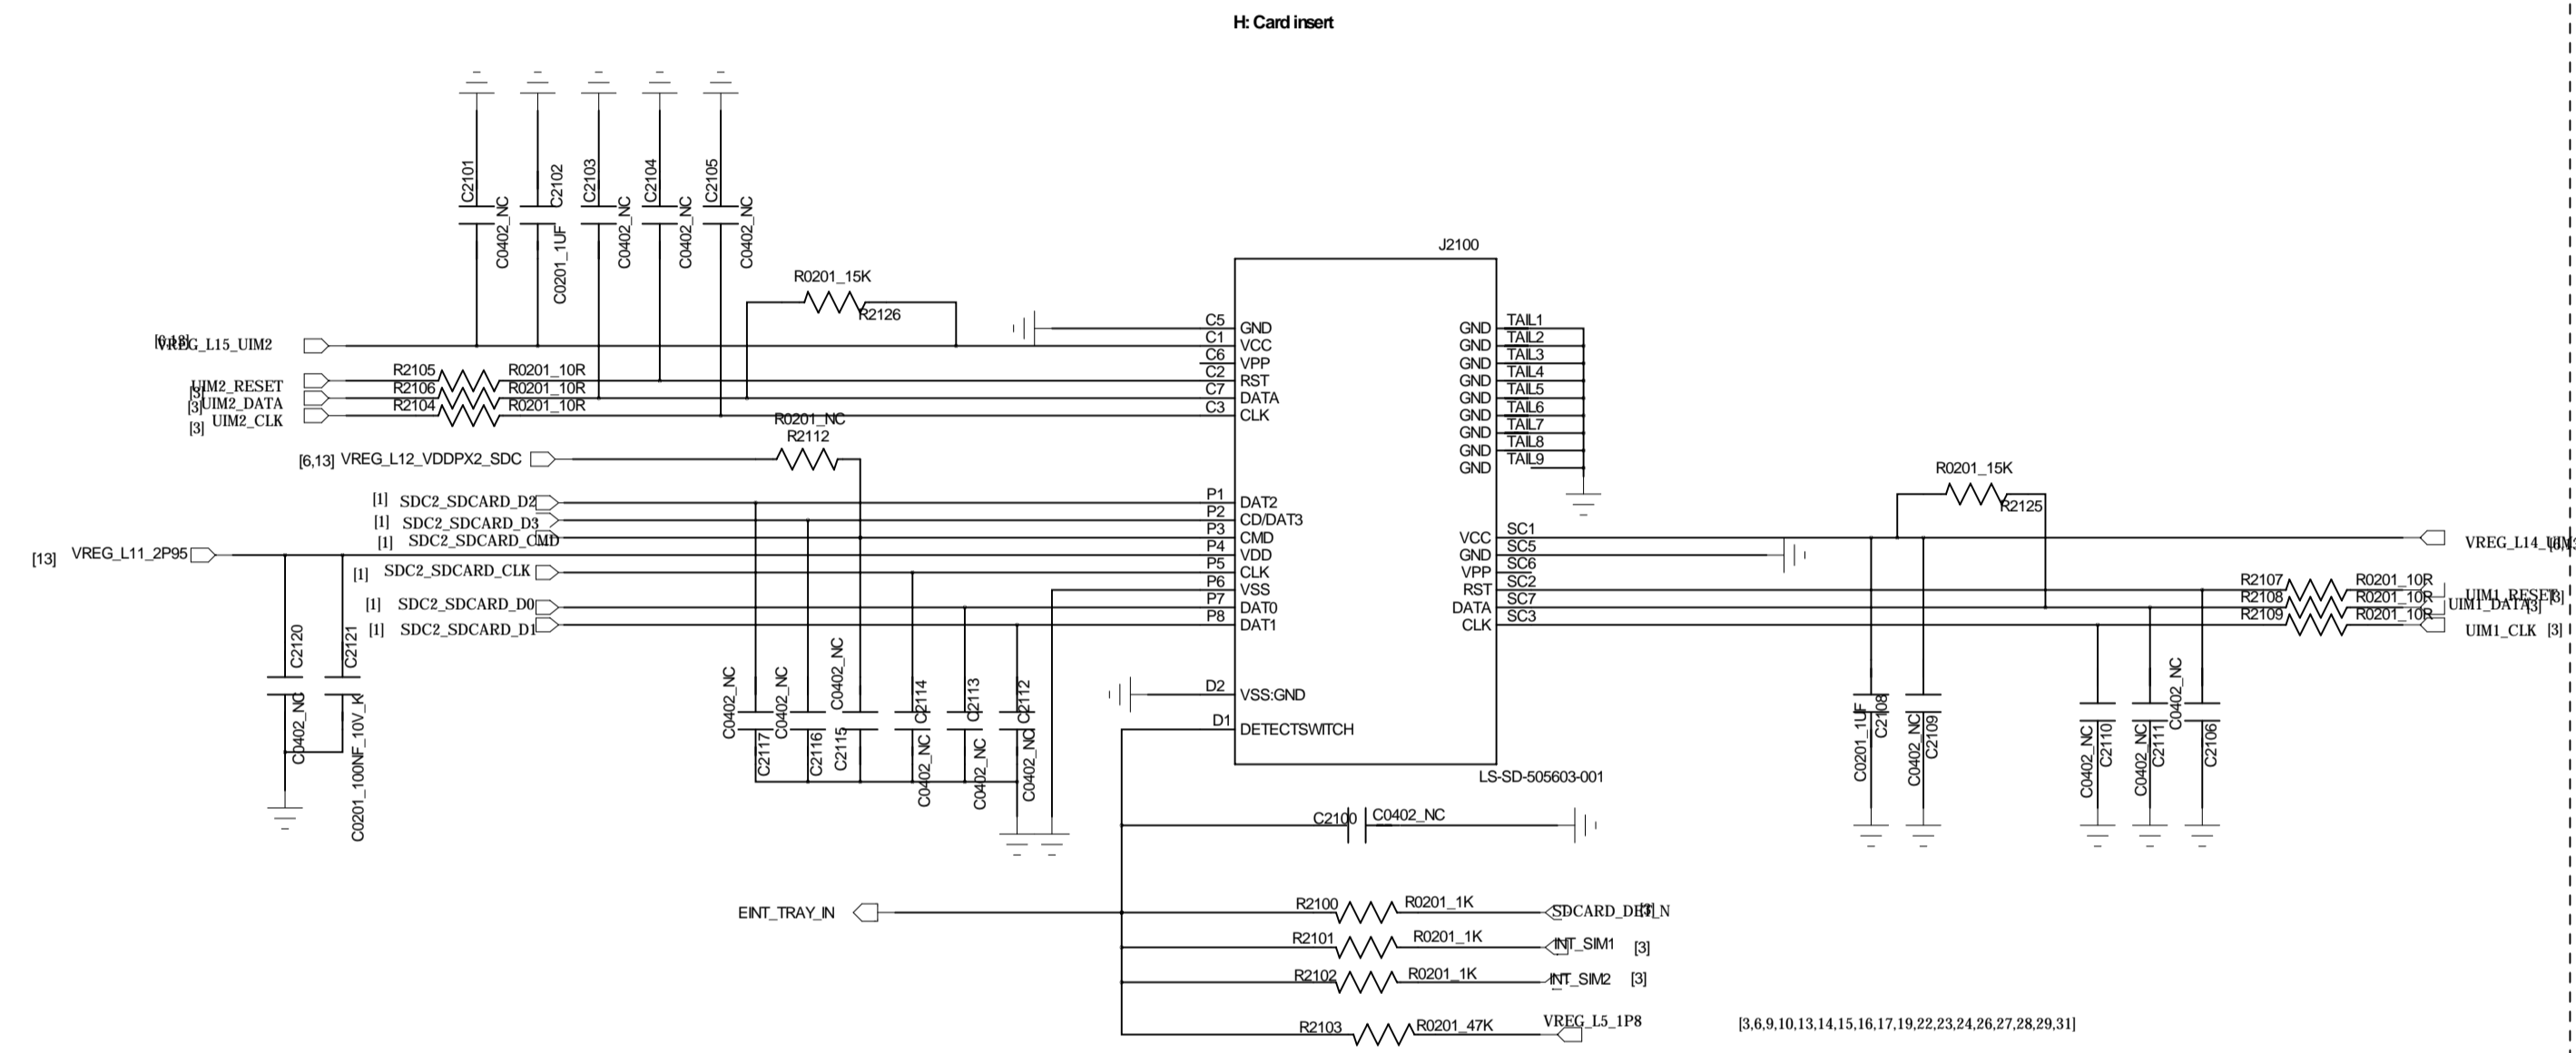 H: Card insert
C2101
C0402_NC
C2102
C0201_1UF
C2103
C0402_NC
C2104
C0402_NC
C2105
C0402_NC
J2100
R0201_15K
R2126
VREG_L15_UIM2
R2105 R0201_10R
UIM2_RESET
[3]
R2106 R0201_10R
UIM2_DATA
[3]
R2104 R0201_10R
UIM2_CLK
[3]
R0201_NC
R2112
[6,13] VREG_L12_VDDPX2_SDC
[1] SDC2_SDCARD_D2
[1] SDC2_SDCARD_D3
[1] SDC2_SDCARD_CMD
[13] VREG_L11_2P95
[1] SDC2_SDCARD_CLK
[1] SDC2_SDCARD_D0
[1] SDC2_SDCARD_D1
C5 GND
C1 VCC
C6 VPP
C2 RST
C7 DATA
C3 CLK
P1 DAT2
P2 CD/DAT3
P3 CMD
P4 VDD
P5 CLK
P6 VSS
P7 DAT0
P8 DAT1
D2 VSS:GND
D1 DETECTSWITCH
GND TAIL1
GND TAIL2
GND TAIL3
GND TAIL4
GND TAIL5
GND TAIL6
GND TAIL7
GND TAIL8
GND TAIL9
VCC SC1
GND SC5
VPP SC6
RST SC2
DATA SC7
CLK SC3
LS-SD-505603-001
R0201_15K
R2125
R2107 R0201_10R
UIM1_RESET [3]
R2108 R0201_10R
UIM1_DATA [3]
R2109 R0201_10R
UIM1_CLK [3]
C2120
C0402_NC
C2121
C0201_100NF_10V_K
C0402_NC
C2117
C0402_NC
C2116
C0402_NC
C2115
C2114
C0402_NC
C2113
C0402_NC
C2112
C0402_NC
C0201_1UF
C2108
C0402_NC
C2109
C0402_NC
C2110
C0402_NC
C2111
C0402_NC
C2106
C2100 C0402_NC
EINT_TRAY_IN
R2100 R0201_1K SDCARD_DET_N [3]
R2101 R0201_1K INT_SIM1 [3]
R2102 R0201_1K INT_SIM2 [3]
R2103 R0201_47K VREG_L5_1P8
[3,6,9,10,13,14,15,16,17,19,22,23,24,26,27,28,29,31]